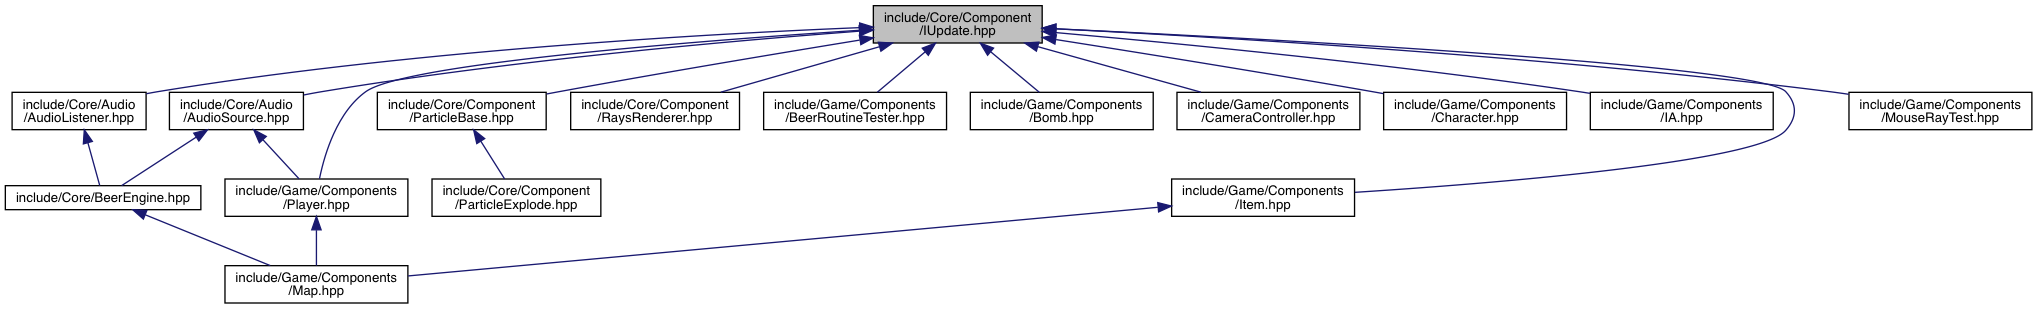 include/Core/Component
/IUpdate.hpp
include/Core/Audio
/AudioListener.hpp
include/Core/Audio
/AudioSource.hpp
include/Core/Component
/ParticleBase.hpp
include/Core/Component
/RaysRenderer.hpp
include/Game/Components
/BeerRoutineTester.hpp
include/Game/Components
/Bomb.hpp
include/Game/Components
/CameraController.hpp
include/Game/Components
/Character.hpp
include/Game/Components
/IA.hpp
include/Game/Components
/MouseRayTest.hpp
include/Core/BeerEngine.hpp
include/Game/Components
/Player.hpp
include/Core/Component
/ParticleExplode.hpp
include/Game/Components
/Item.hpp
include/Game/Components
/Map.hpp